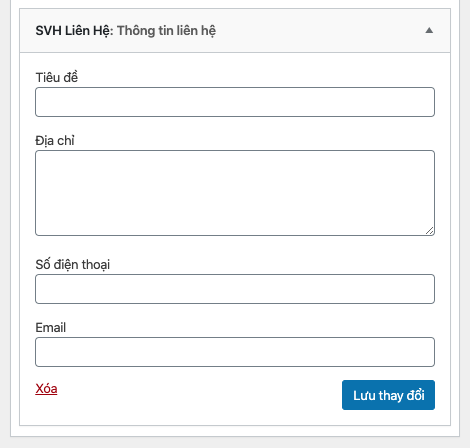 SVH Liên Hệ: Thông tin liên hệ
Tiêu đề
Địa chỉ
Số điện thoại
Email
Xóa
Lưu thay đổi